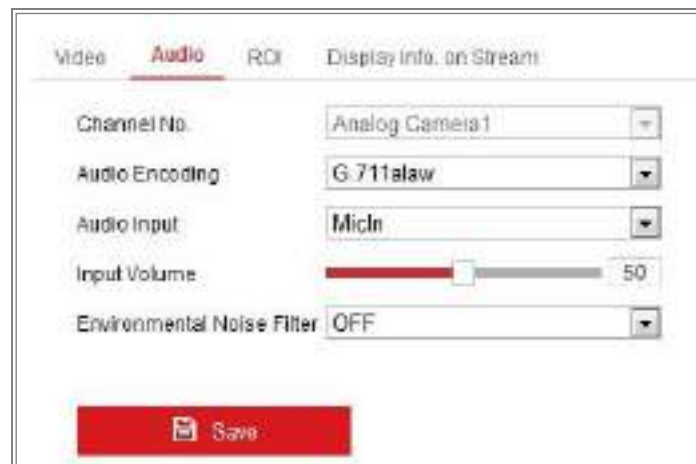 Video Audio ROI Display Info. on Stream
Channel No. Analog Camera1
Audio Encoding G.711alaw
Audio Input MicIn
Input Volume 50
Environmental Noise Filter OFF
Save